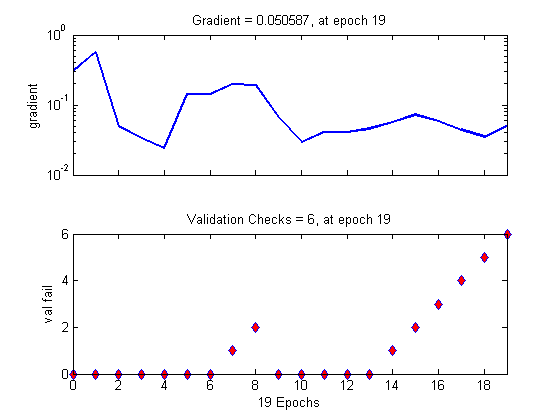 Gradient = 0.050587, at epoch 19
10^0
10^-1
10^-2
gradient
Validation Checks = 6, at epoch 19
6
4
2
0
val fail
0 2 4 6 8 10 12 14 16 18
19 Epochs